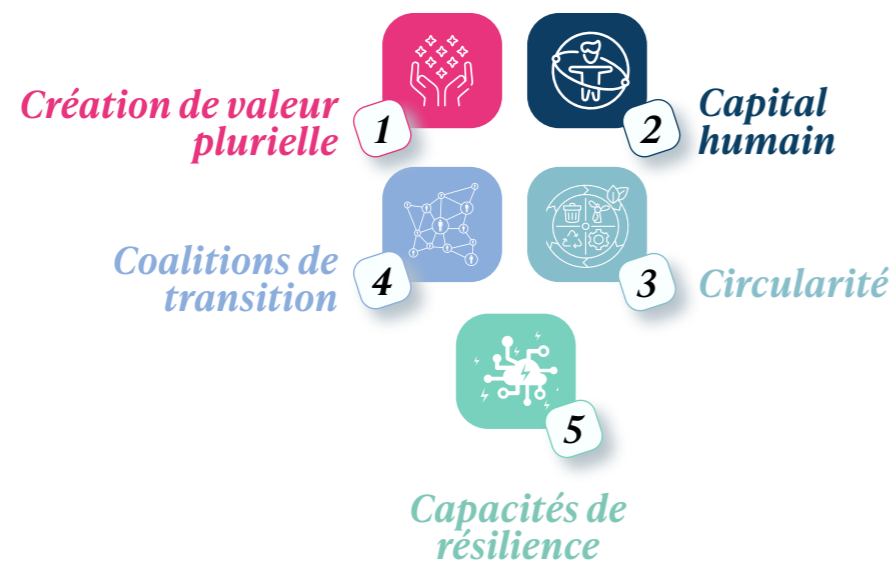 Création de valeur
plurielle
1
2
Capital
humain
Coalitions de
transition
4
3
Circularité
5
Capacités de
résilience